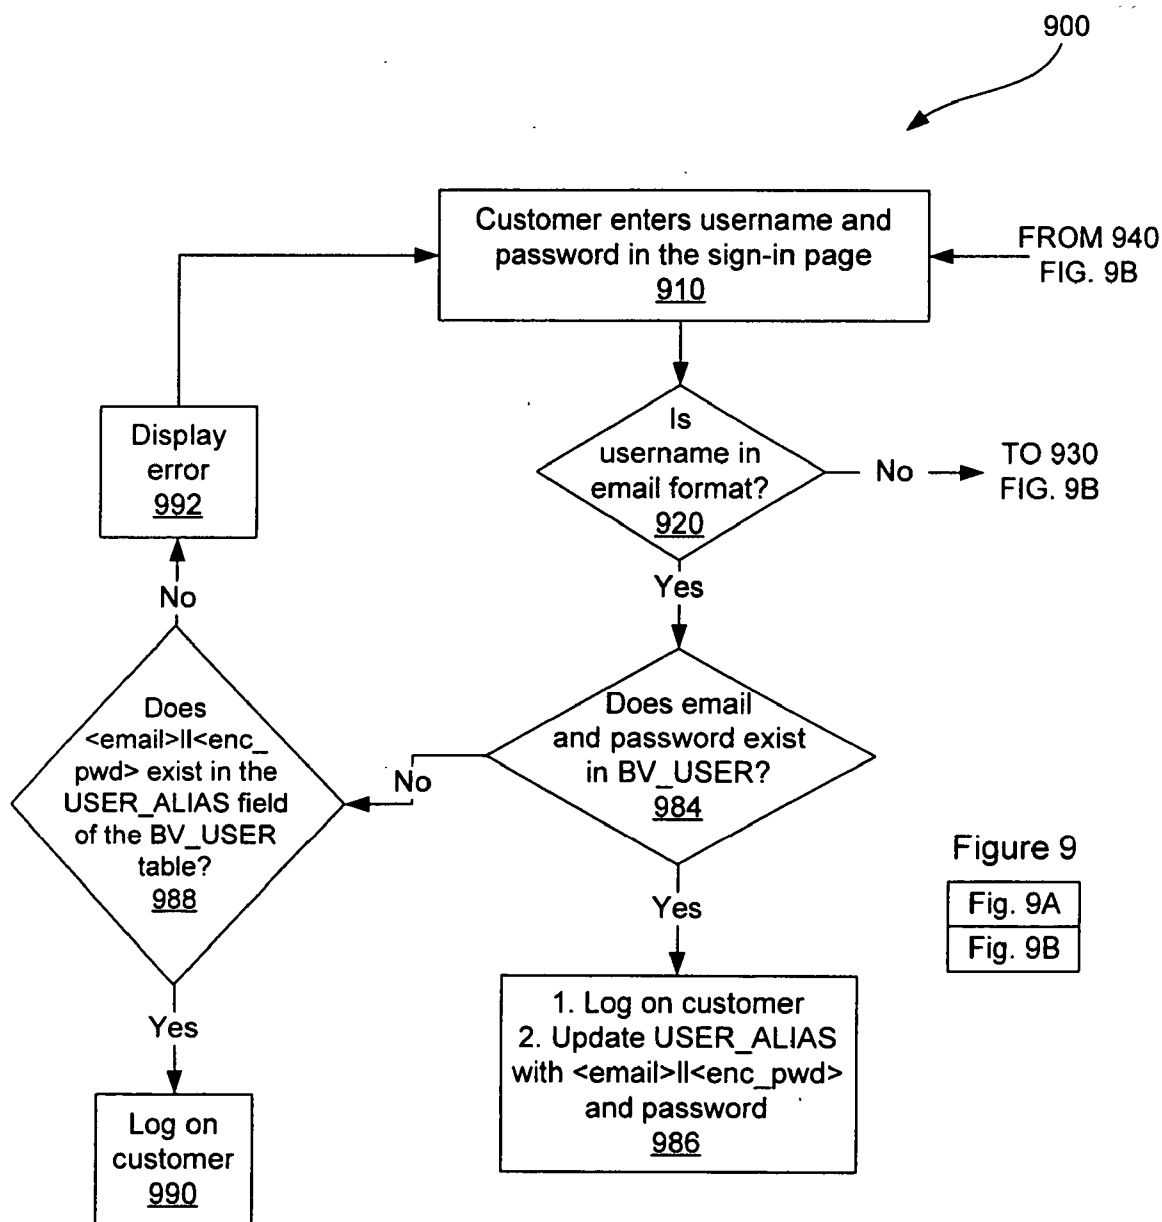 900
Customer enters username and
password in the sign-in page
910
FROM 940
FIG. 9B
Is
username in
email format?
920
No
TO 930
FIG. 9B
Display
error
992
Yes
No
Does email
and password exist
in BV_USER?
984
No
Does
<email>||<enc_
pwd> exist in the
USER_ALIAS field
of the BV_USER
table?
988
Figure 9
Fig. 9A
Fig. 9B
Yes
1. Log on customer
2. Update USER_ALIAS
with <email>||<enc_pwd>
and password
986
Yes
Log on
customer
990